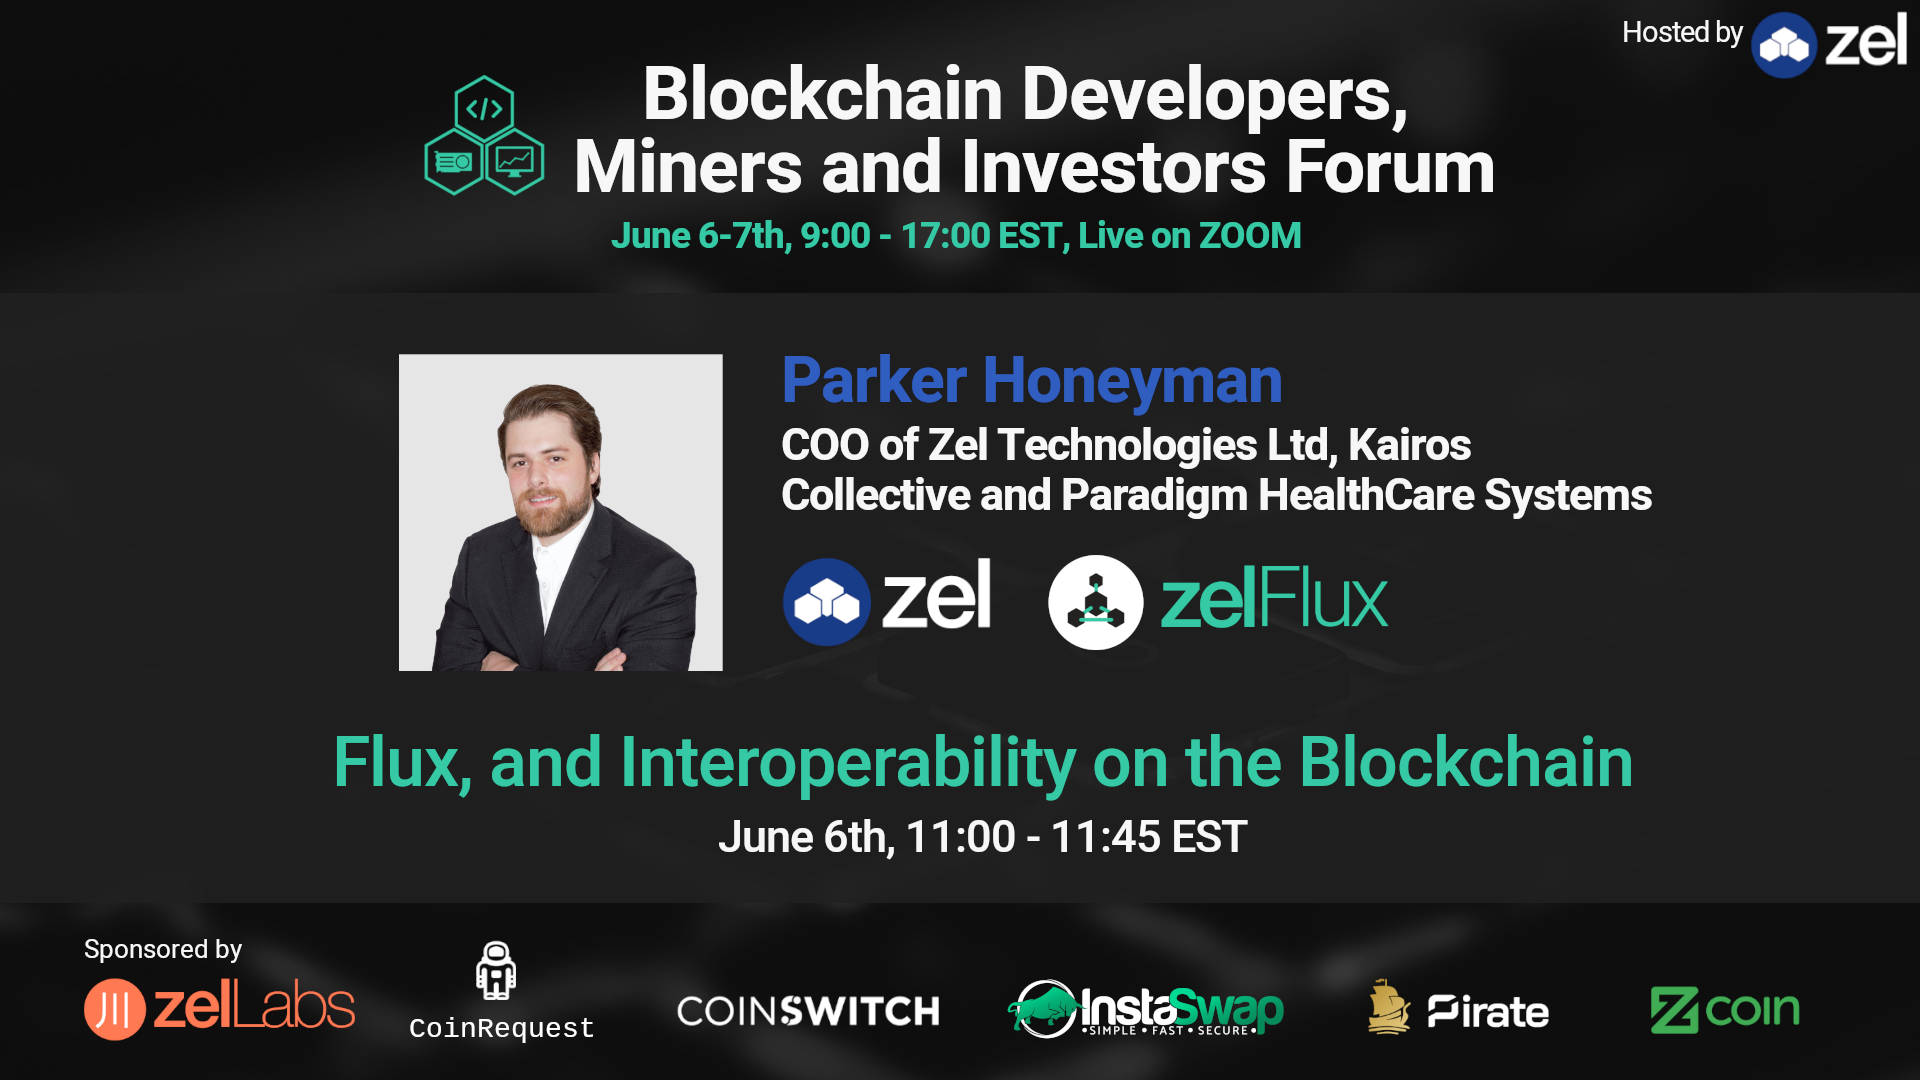 Hosted by zel
Blockchain Developers,
Miners and Investors Forum
June 6-7th, 9:00 - 17:00 EST, Live on ZOOM
Parker Honeyman
COO of Zel Technologies Ltd, Kairos
Collective and Paradigm HealthCare Systems
zel zelFlux
Flux, and Interoperability on the Blockchain
June 6th, 11:00 - 11:45 EST
Sponsored by
zelLabs
CoinRequest
COINSWITCH
InstaSwap
•SIMPLE • FAST • SECURE•
Pirate
Zcoin